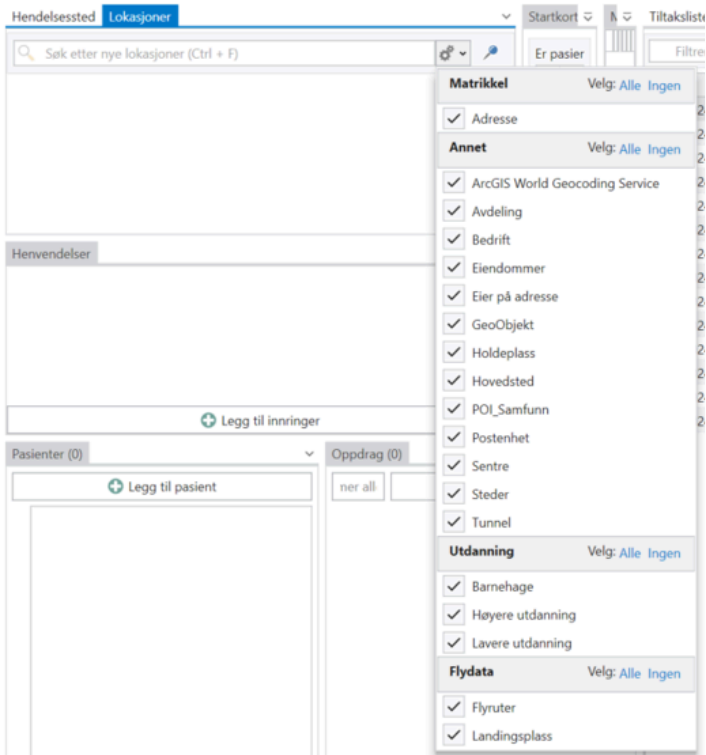 Hendelsessted Lokasjoner
Startkort
Tiltaksliste
Søk etter nye lokasjoner (Ctrl + F)
Er pasier
Filtre
Matrikkel Velg: Alle Ingen
Adresse
Annet Velg: Alle Ingen
ArcGIS World Geocoding Service
Avdeling
Bedrift
Eiendommer
Eier på adresse
GeoObjekt
Holdeplass
Hovedsted
POI_Samfunn
Postenhet
Sentre
Steder
Tunnel
Utdanning Velg: Alle Ingen
Barnehage
Høyere utdanning
Lavere utdanning
Flydata Velg: Alle Ingen
Flyruter
Landingsplass
Henvendelser
Legg til innringer
Pasienter (0)
Legg til pasient
Oppdrag (0)
ner all